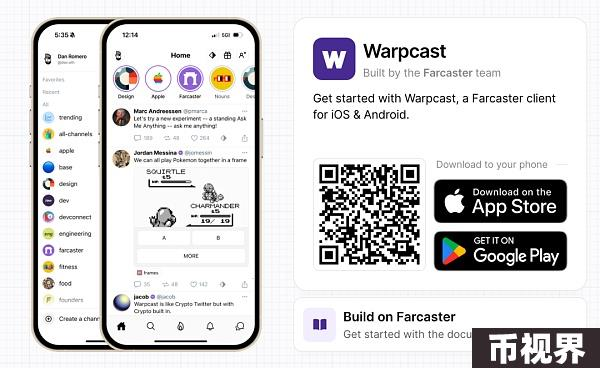 5:35
Dan Romero
@dwr.eth
Favorites
Recent
All
trending
all-channels
apple
base
design
dev
devconnect
engineering
farcaster
fitness
food
founders
Create a chann
12:14
5GE
Home
Design
Apple
Farcaster
Nouns
De
Marc Andreessen @pmarca
Let's try a new experiment -- a standing Ask
Me Anything -- ask me anything!
189 48 264
Jordan Messina @jomessin
We can all play Pokemon together in a frame
SQUIRTLE
:L5
CHARMANDER
:L5
19/ 19
A B
MORE
frames
35 48 142
jacob @jacob
Warpcast is like Crypto Twitter but with
Crypto built in.
W
Warpcast
Built by the Farcaster team
Get started with Warpcast, a Farcaster client
for iOS & Android.
Download to your phone
Download on the
App Store
GET IT ON
Google Play
Build on Farcaster
Get started with the docu
币视界